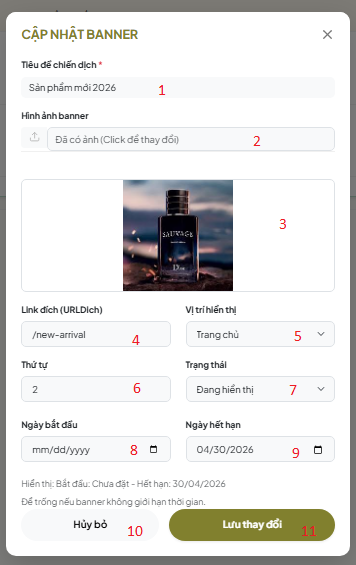 CẬP NHẬT BANNER
Tiêu đề chiến dịch *
Sản phẩm mới 2026 1
Hình ảnh banner
Đã có ảnh (Click để thay đổi) 2
SAUVAGE
Dior
3
Link đích (URLDich) Vị trí hiển thị
/new-arrival 4 Trang chủ 5
Thứ tự Trạng thái
2 6 Đang hiển thị 7
Ngày bắt đầu Ngày hết hạn
mm/dd/yyyy 8 04/30/2026 9
Hiển thị: Bắt đầu: Chưa đặt - Hết hạn: 30/04/2026
Để trống nếu banner không giới hạn thời gian.
Hủy bỏ 10 Lưu thay đổi 11